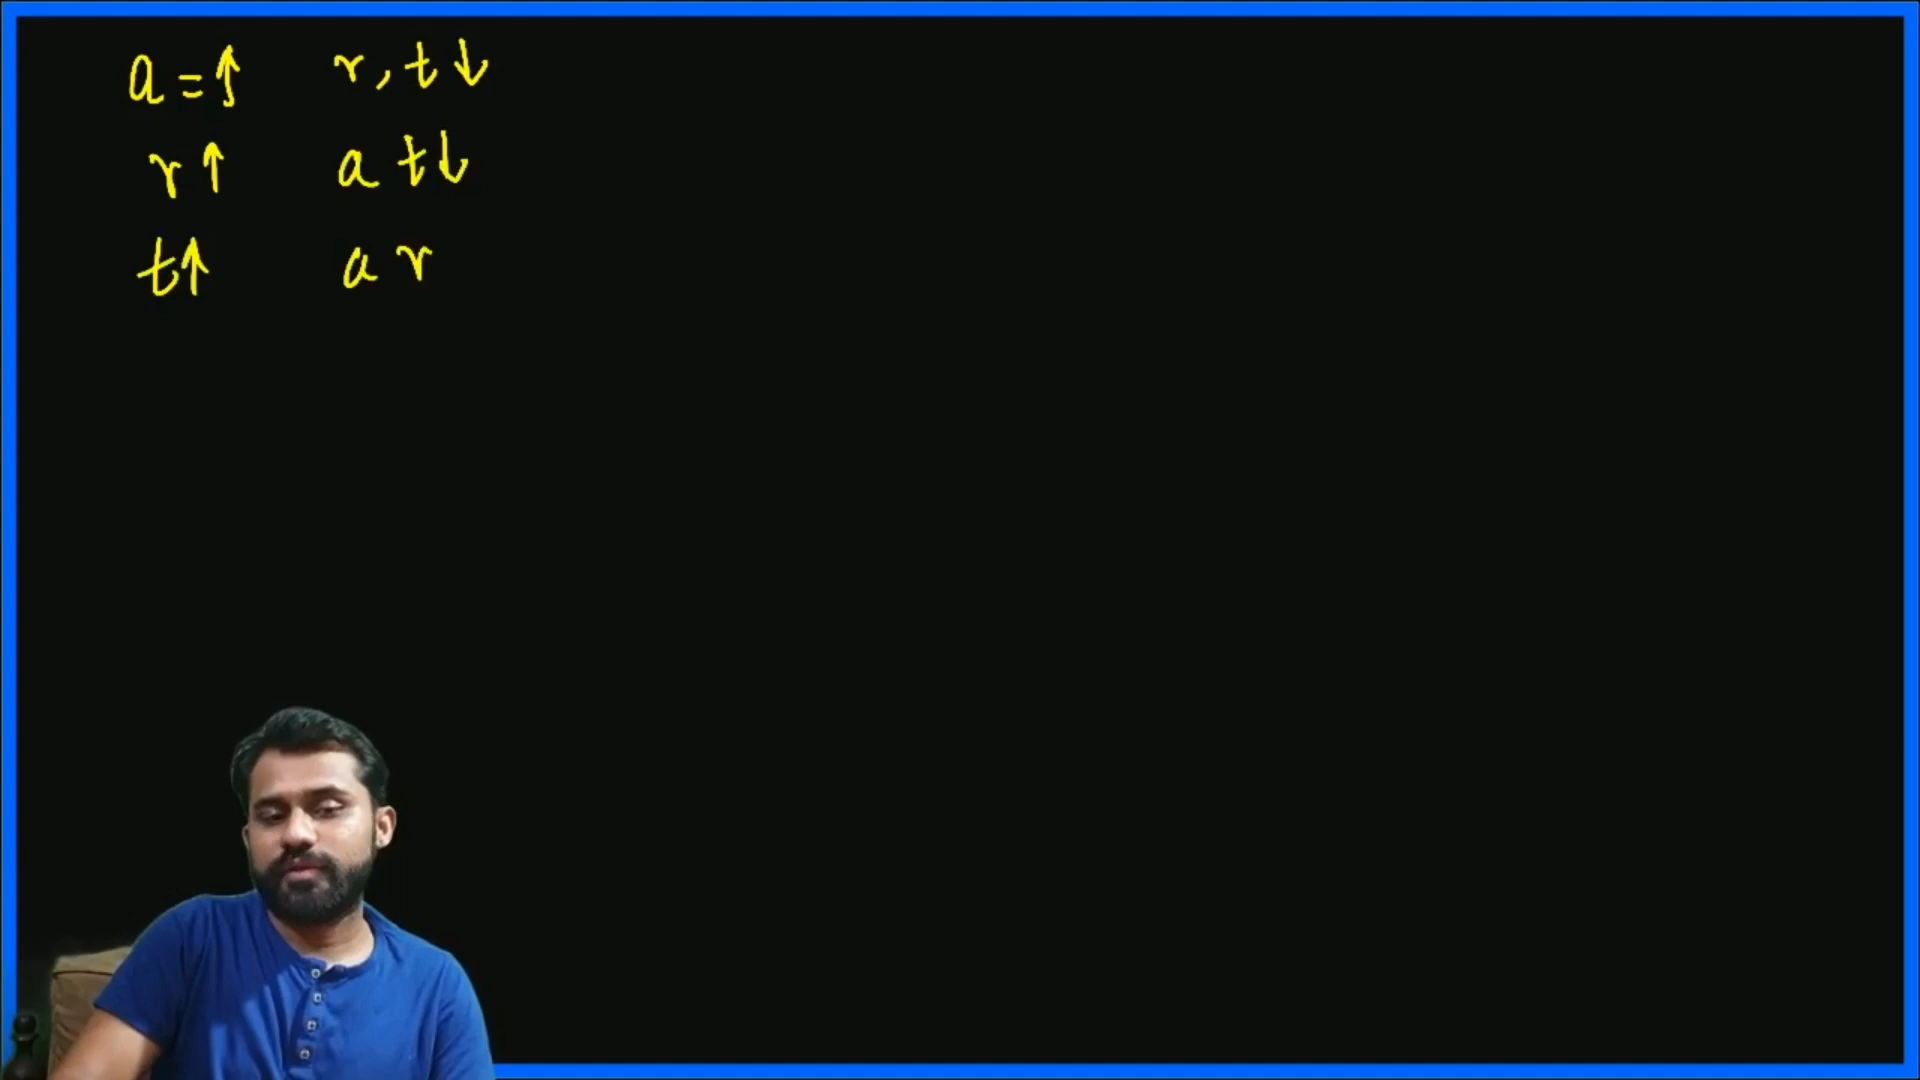 a = ↑ r, t ↓
r ↑ a t ↓
t ↑ a r